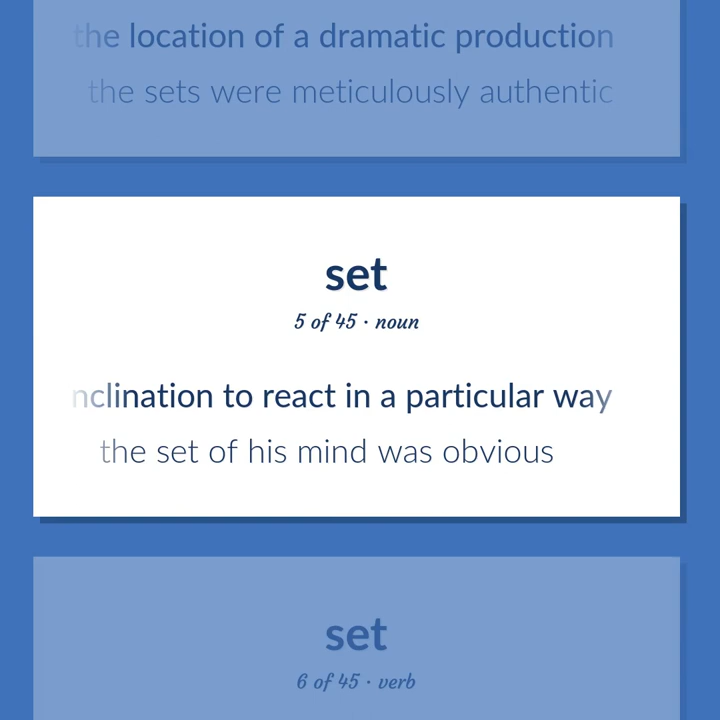 the location of a dramatic production
the sets were meticulously authentic
set
5 of 45 · noun
nclination to react in a particular way
the set of his mind was obvious
set
6 of 45 · verb